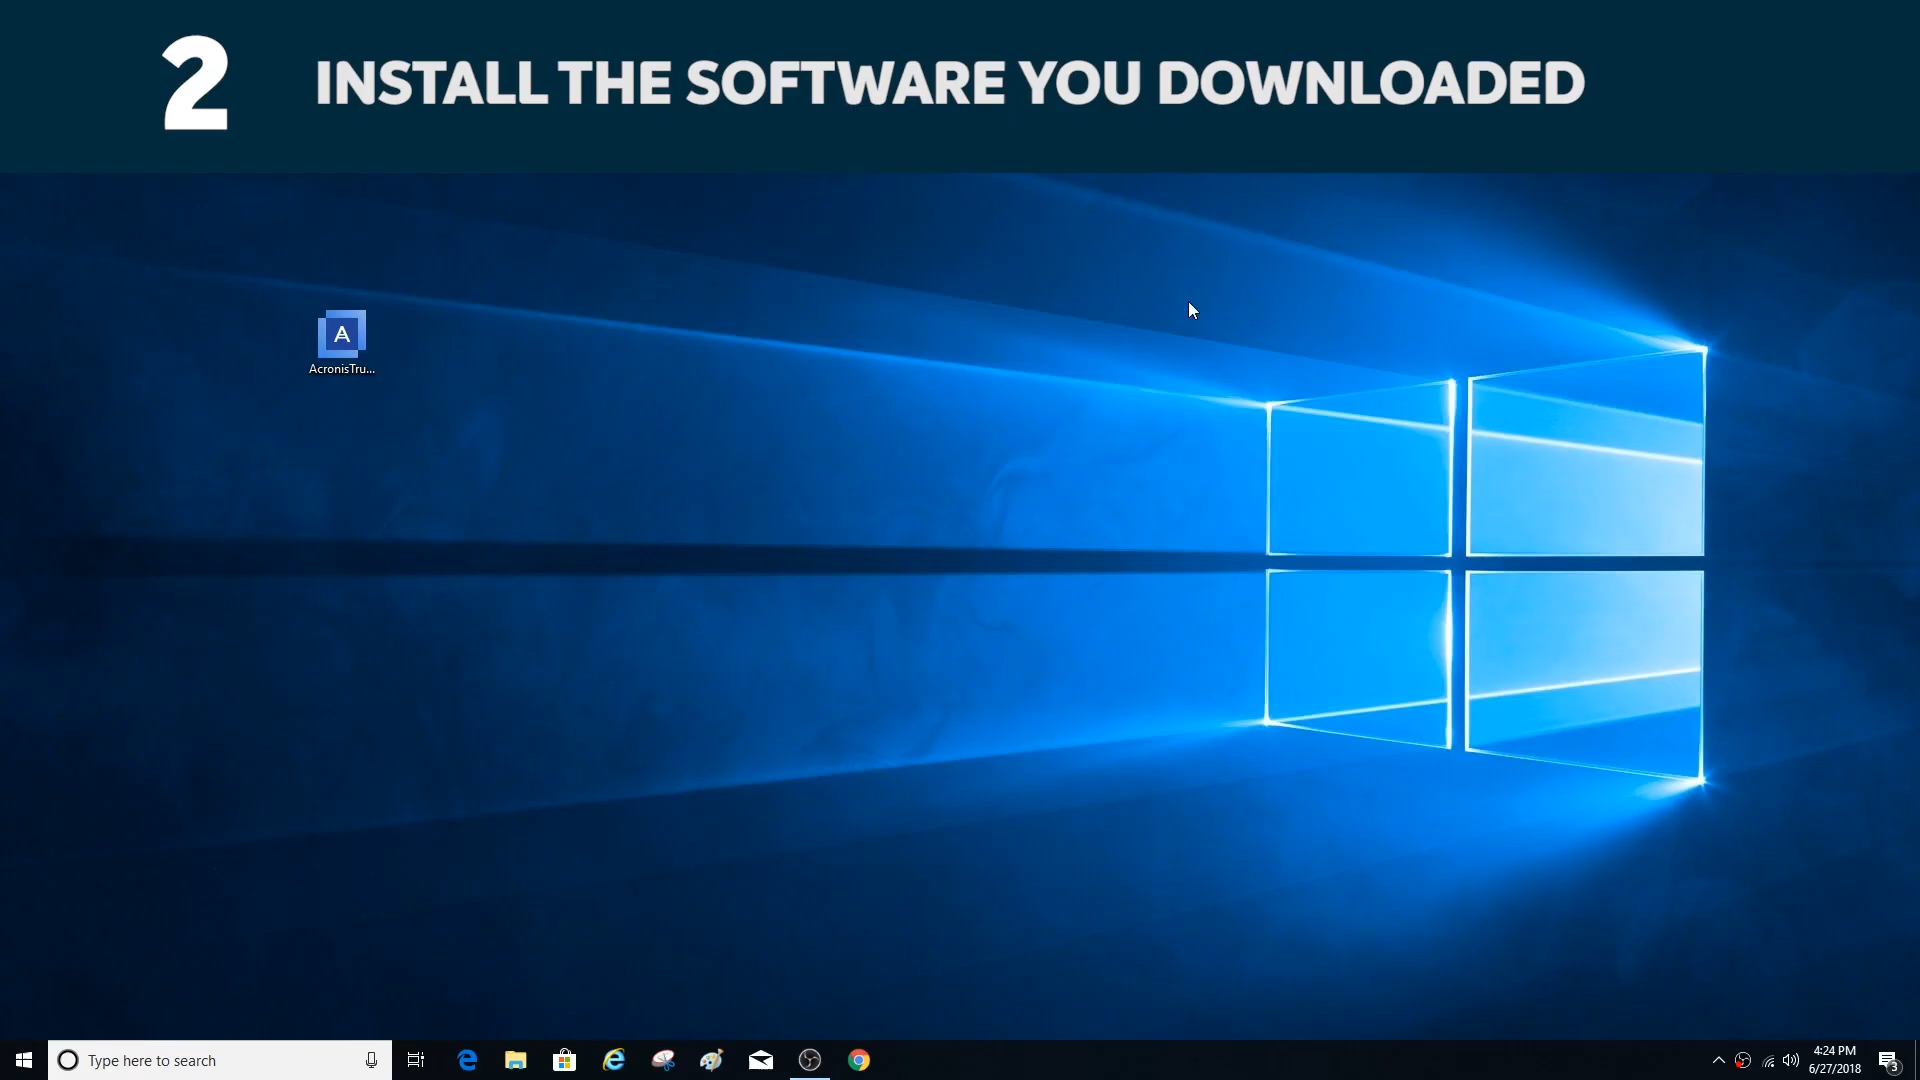 2 INSTALL THE SOFTWARE YOU DOWNLOADED
A
AcronisTru...
Type here to search
4:24 PM
6/27/2018
3